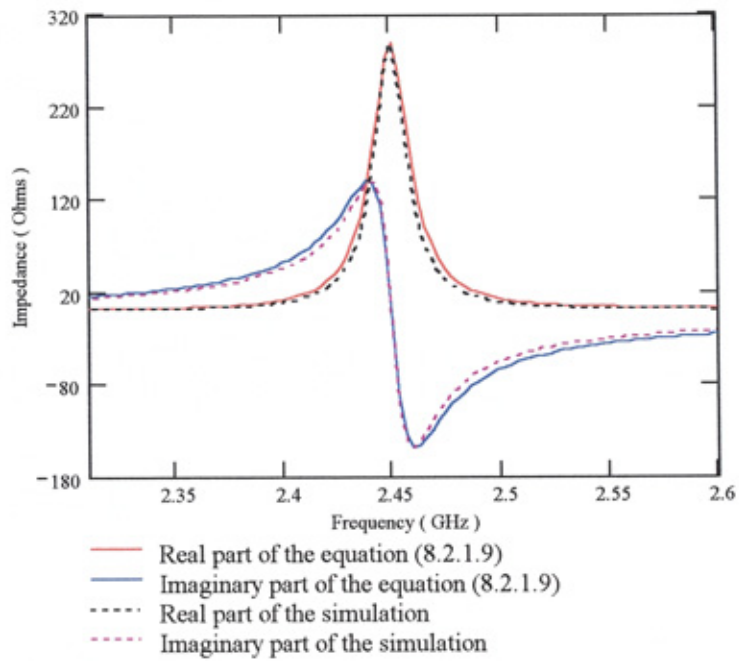 320
220
120
20
−80
−180
Impedance ( Ohms )
2.35
2.4
2.45
2.5
2.55
2.6
Frequency ( GHz )
Real part of the equation (8.2.1.9)
Imaginary part of the equation (8.2.1.9)
Real part of the simulation
Imaginary part of the simulation